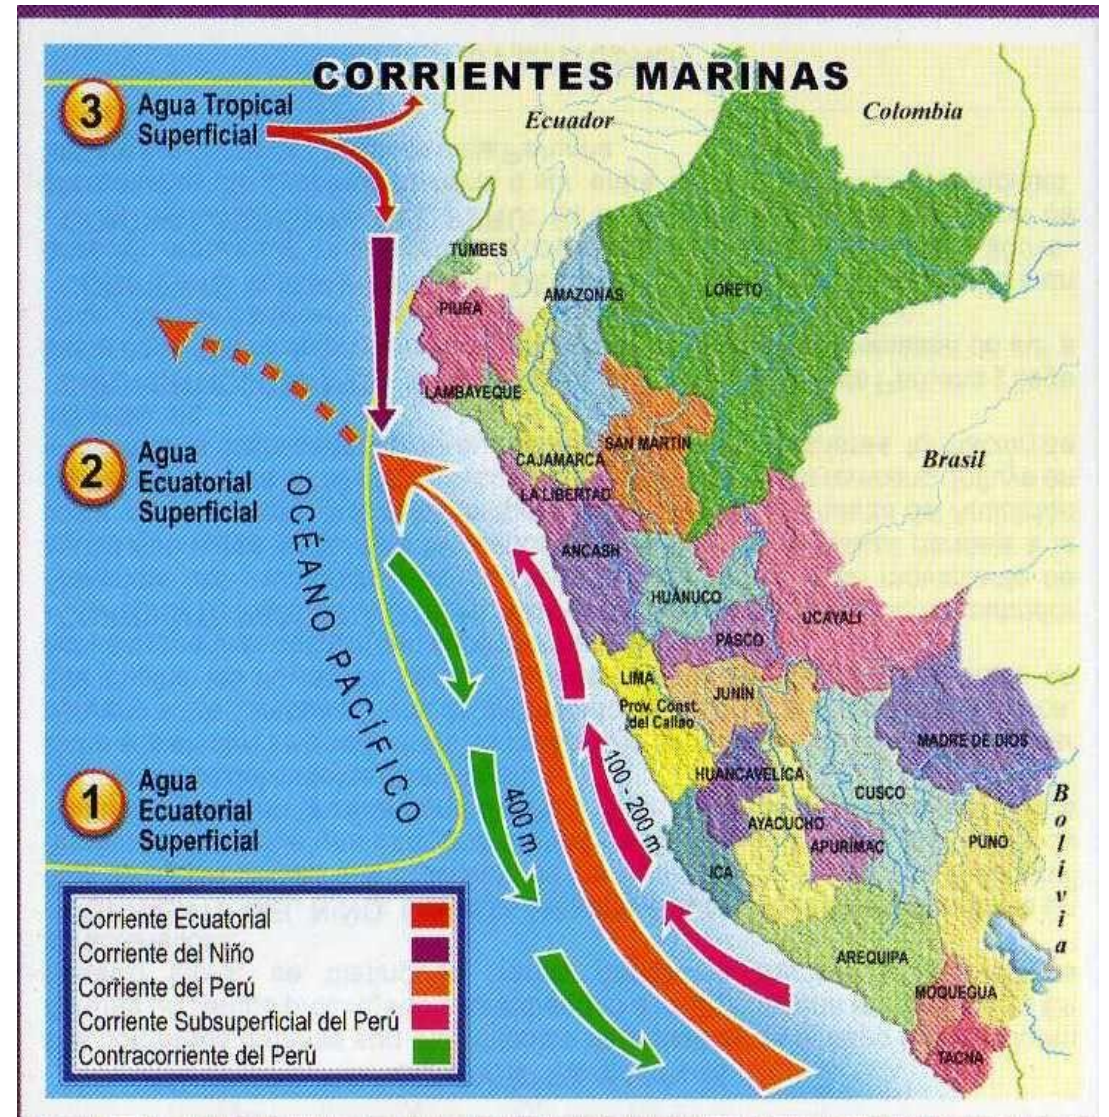 CORRIENTES MARINAS
3
Agua Tropical
Superficial
Ecuador
Colombia
TUMBES
PIURA
AMAZONAS
LORETO
LAMBAYEQUE
CAJAMARCA
SAN MARTÍN
Brasil
2
Agua
Ecuatorial
Superficial
OCÉANO PACÍFICO
LA LIBERTAD
ANCASH
HUÁNUCO
UCAYALI
PASCO
LIMA
Prov. Const.
del Callao
JUNÍN
MADRE DE DIOS
HUANCAVELICA
CUSCO
100 - 200 m
400 m
AYACUCHO
APURÍMAC
PUNO
Bolivia
ICA
1
Agua
Ecuatorial
Superficial
AREQUIPA
MOQUEGUA
TACNA
Corriente Ecuatorial
Corriente del Niño
Corriente del Perú
Corriente Subsuperficial del Perú
Contracorriente del Perú